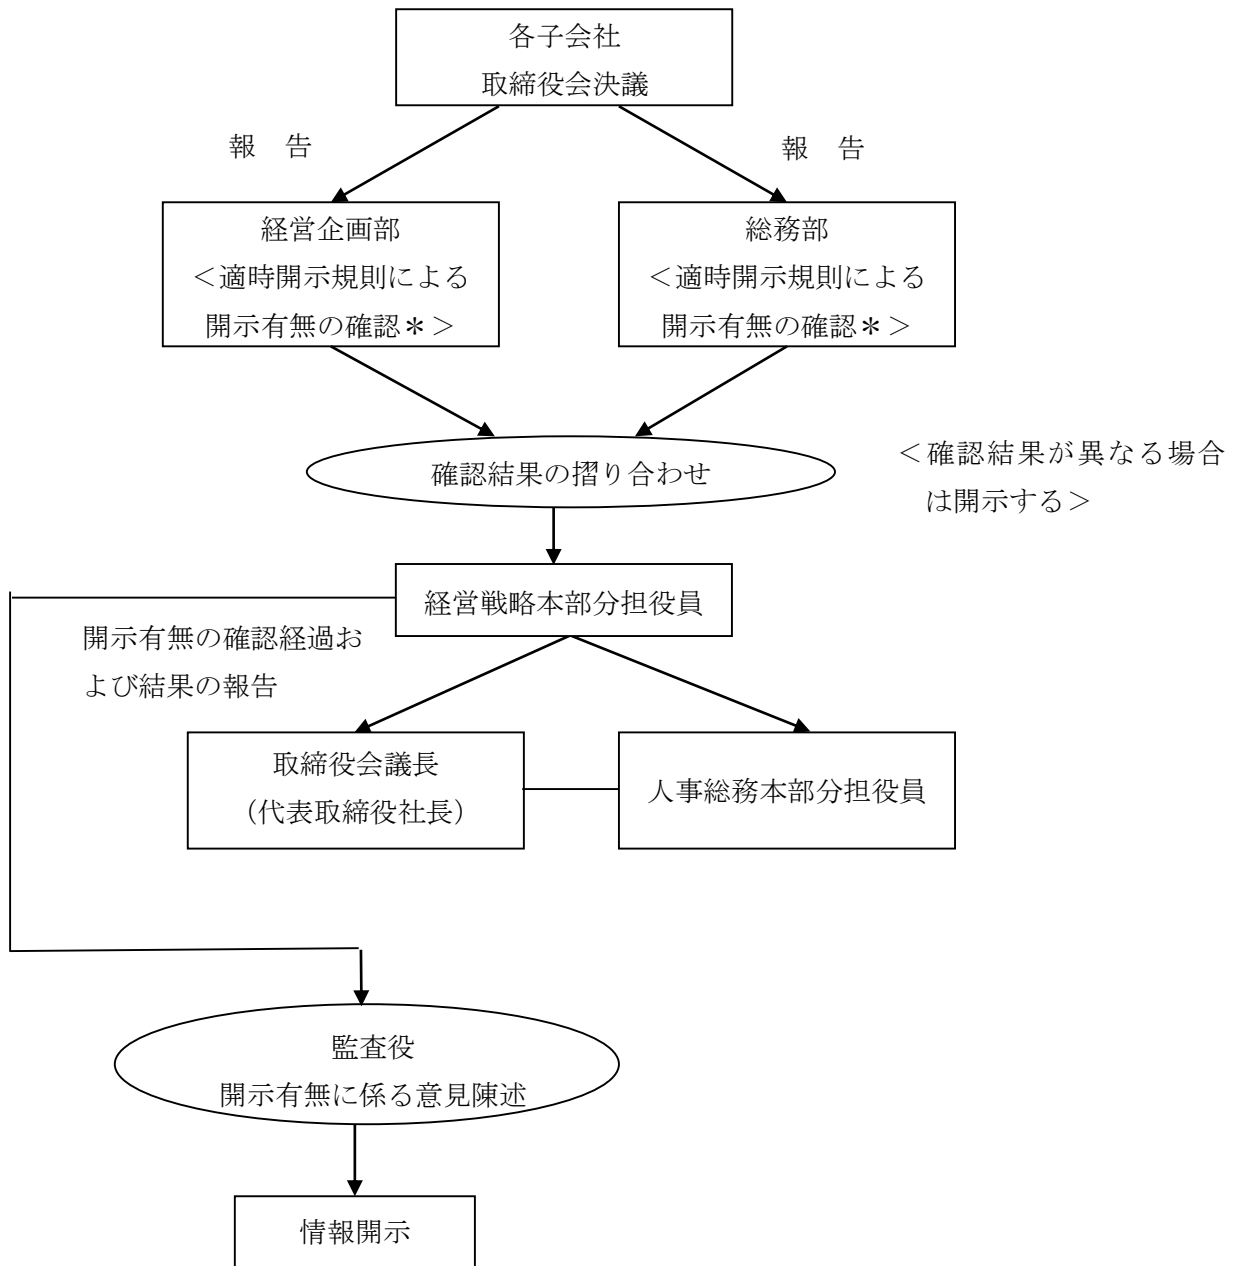 各子会社
取締役会決議
報　告
報　告
経営企画部
＜適時開示規則による
開示有無の確認＊＞
総務部
＜適時開示規則による
開示有無の確認＊＞
確認結果の摺り合わせ
＜確認結果が異なる場合
は開示する＞
経営戦略本部分担役員
開示有無の確認経過お
よび結果の報告
取締役会議長
（代表取締役社長）
人事総務本部分担役員
監査役
開示有無に係る意見陳述
情報開示